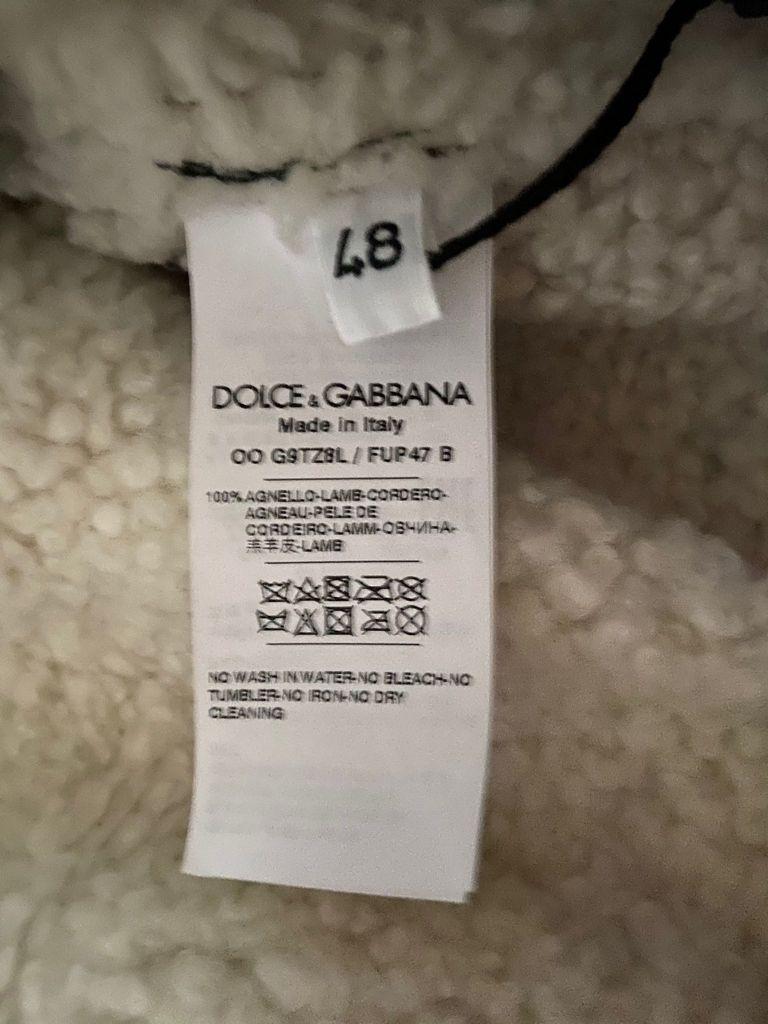 48
DOLCE & GABBANA
Made in Italy
OO G9TZ8L / FUP47 B
100% AGNELLO-LAMB-CORDERO-
AGNEAU-PELE DE
CORDEIRO-LAMM-ОВЧИНА-
羔羊皮-LAMB
NO WASH IN WATER-NO BLEACH-NO
TUMBLER-NO IRON-NO DRY
CLEANING